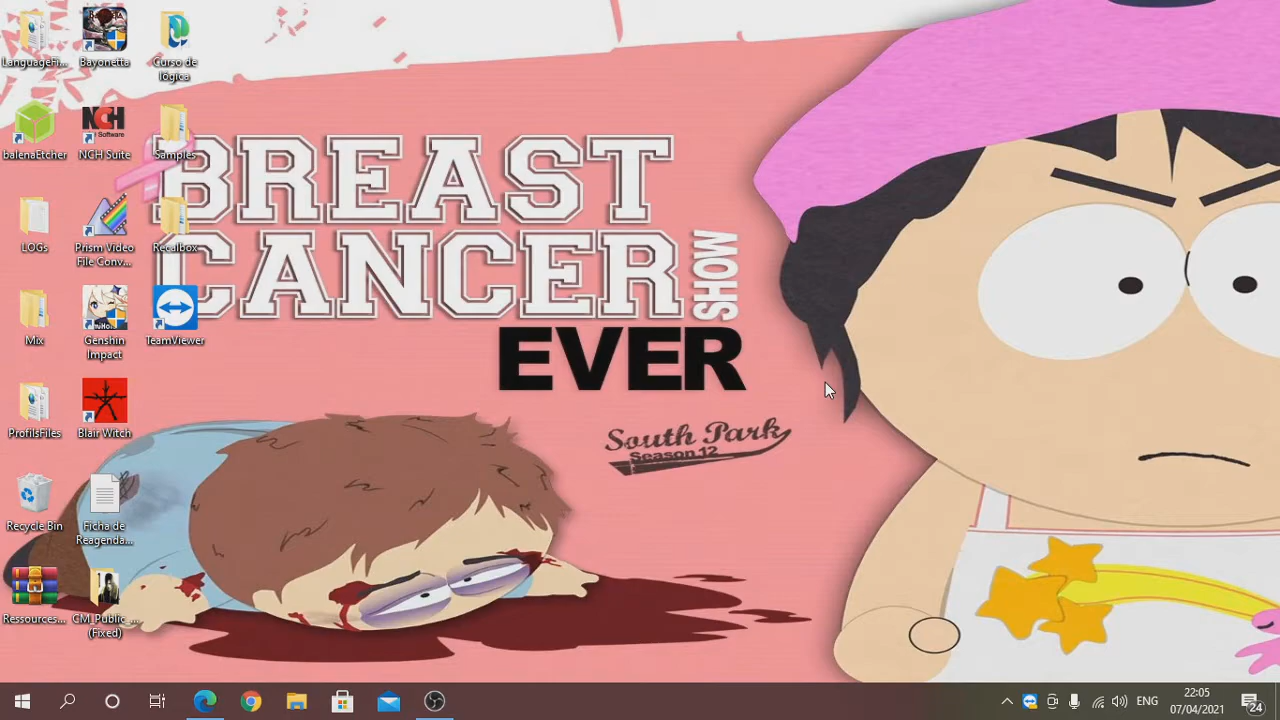 LanguageFi...
Bayonetta
Curso de
lógica
balenaEtcher
NCH Software
NCH Suite
Samples
LOGs
Prism Video
File Conv...
Recalbox
Mix
Genshin
Impact
TeamViewer
ProfilsFiles
Blair Witch
Recycle Bin
Ficha de
Reagenda...
Ressources...
CM_Public_...
(Fixed)
BREAST
CANCER
SHOW
EVER
South Park
Season 12
ENG
22:05
07/04/2021
24